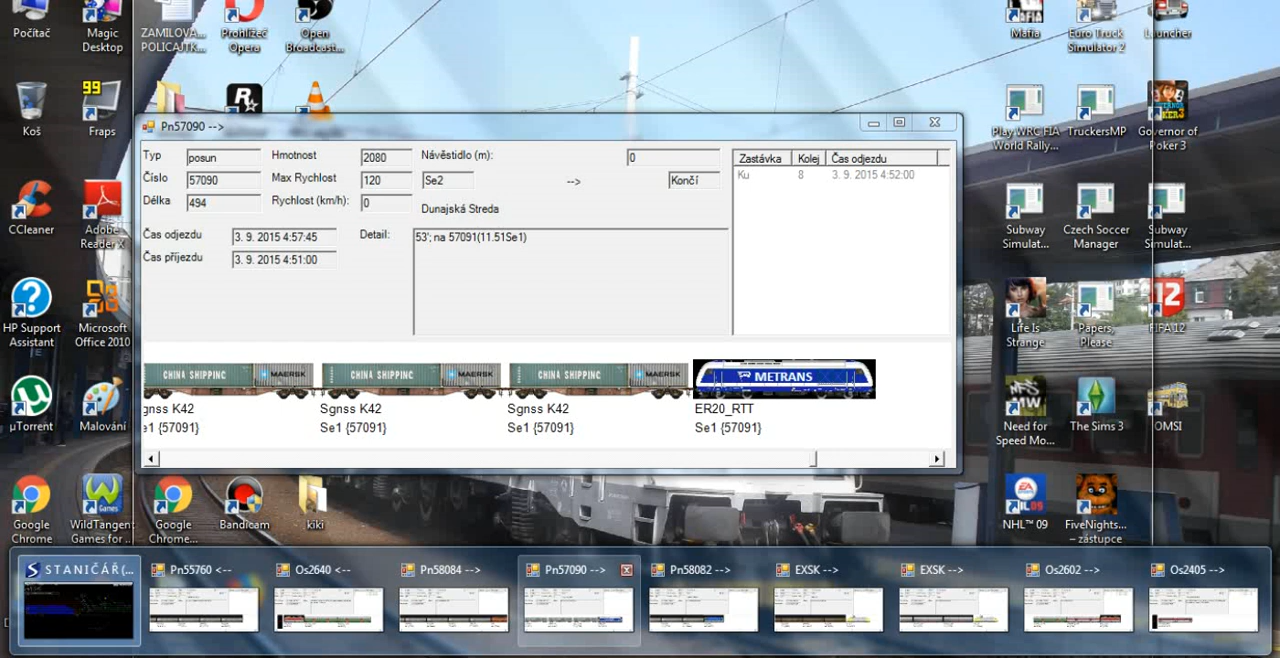 Počítač
Magic Desktop
ZAMILOVA... POLICAJTK...
Prohlížeč Opera
Open Broadcast...
Mafia
Euro Truck Simulator 2
Launcher
Koš
99
Fraps
Play WRC FIA World Rally...
TruckersMP
Governor of Poker 3
Pn57090 -->
Typ
posun
Hmotnost
2080
Návěstidlo (m):
0
Zastávka
Kolej
Čas odjezdu
Číslo
57090
Max Rychlost
120
Se2
-->
Končí
Ku
8
3. 9. 2015 4:52:00
Délka
494
Rychlost (km/h):
0
Dunajská Streda
Čas odjezdu
3. 9. 2015 4:57:45
Detail:
53'; na 57091(11.51Se1)
Čas příjezdu
3. 9. 2015 4:51:00
CCleaner
Adobe Reader X
Subway Simulat...
Czech Soccer Manager
Subway Simulat...
HP Support Assistant
Microsoft Office 2010
Life Is Strange
Papers, Please
12
FIFA 12
CHINA SHIPPING
MAERSK
CHINA SHIPPING
MAERSK
CHINA SHIPPING
MAERSK
METRANS
gnss K42
Sgnss K42
Sgnss K42
ER20_RTT
e1 {57091}
Se1 {57091}
Se1 {57091}
Se1 {57091}
µTorrent
Malování
MW
Need for Speed Mo...
The Sims 3
OMSI
Google Chrome
WildTangent Games for...
Google Chrome...
Bandicam
kiki
NHL™ 09
FiveNights... – zástupce
STANIČÁŘ(...
Pn55760 <--
Os2640 <--
Pn58084 -->
Pn57090 -->
Pn58082 -->
EXSK -->
EXSK -->
Os2602 -->
Os2405 -->